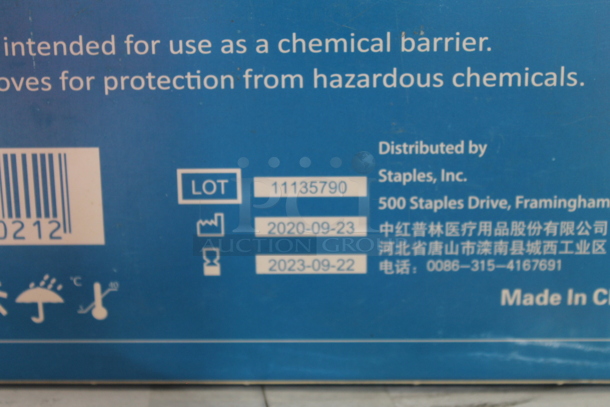 intended for use as a chemical barrier.
oves for protection from hazardous chemicals.
0212
LOT
11135790
2020-09-23
2023-09-22
Distributed by
Staples, Inc.
500 Staples Drive, Framingham
中红普林医疗用品股份有限公司
河北省唐山市滦南县城西工业区
电话：0086-315-4167691
°C
Made In C
PCI
AUCTION GROUP